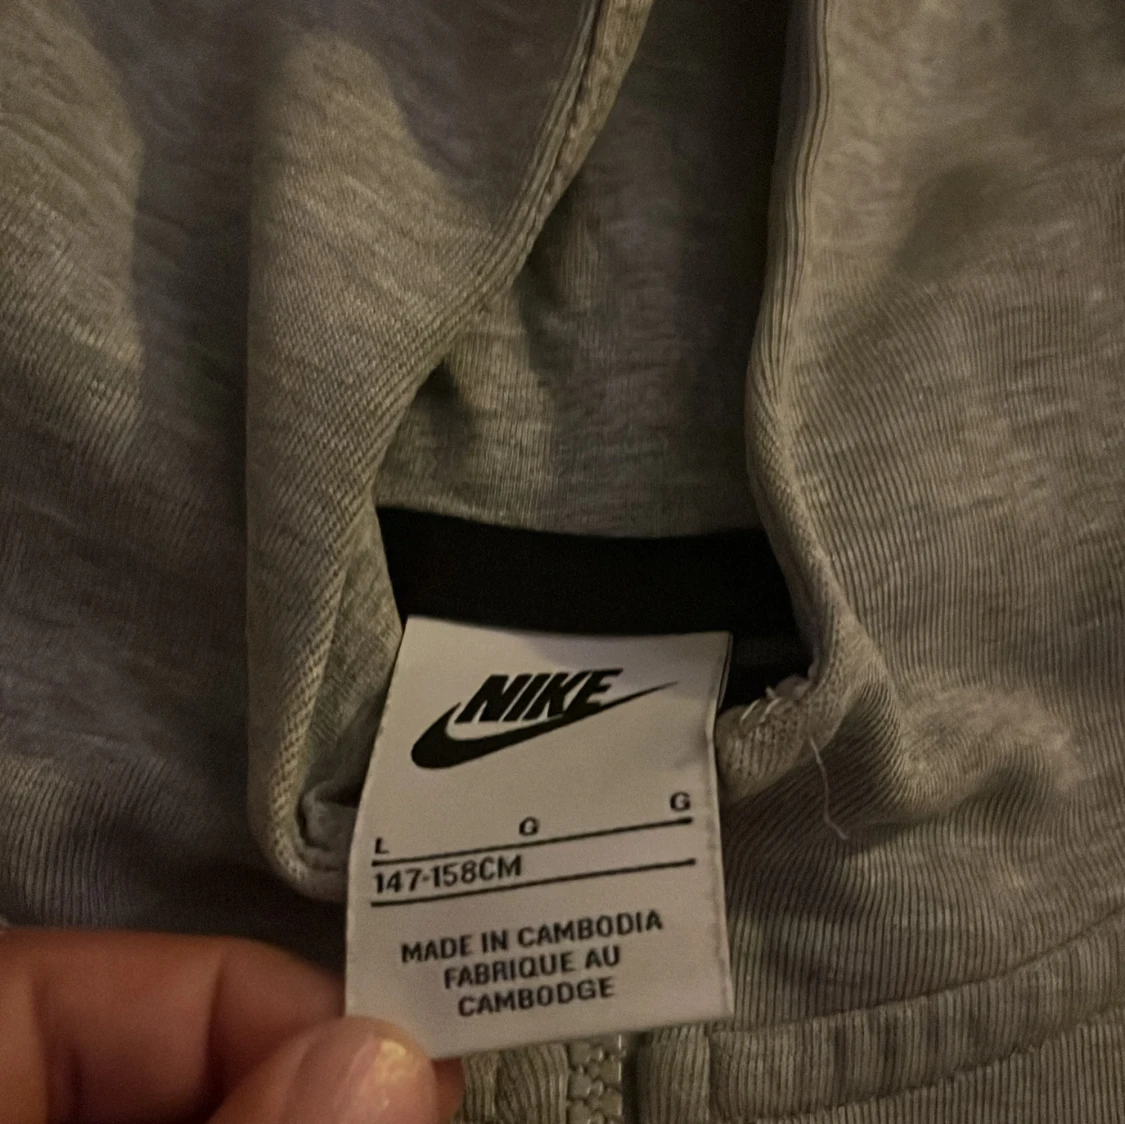 NIKE
L G G
147-158CM
MADE IN CAMBODIA
FABRIQUE AU
CAMBODGE